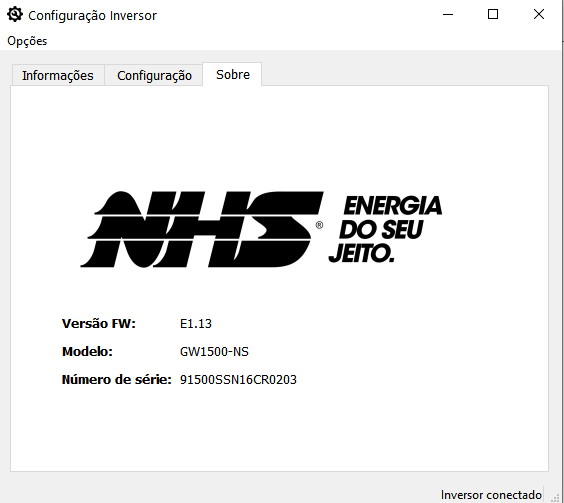 Configuração Inversor
Opções
Informações Configuração Sobre
NHS®
ENERGIA
DO SEU
JEITO.
Versão FW: E1.13
Modelo: GW1500-NS
Número de série: 91500SSN16CR0203
Inversor conectado